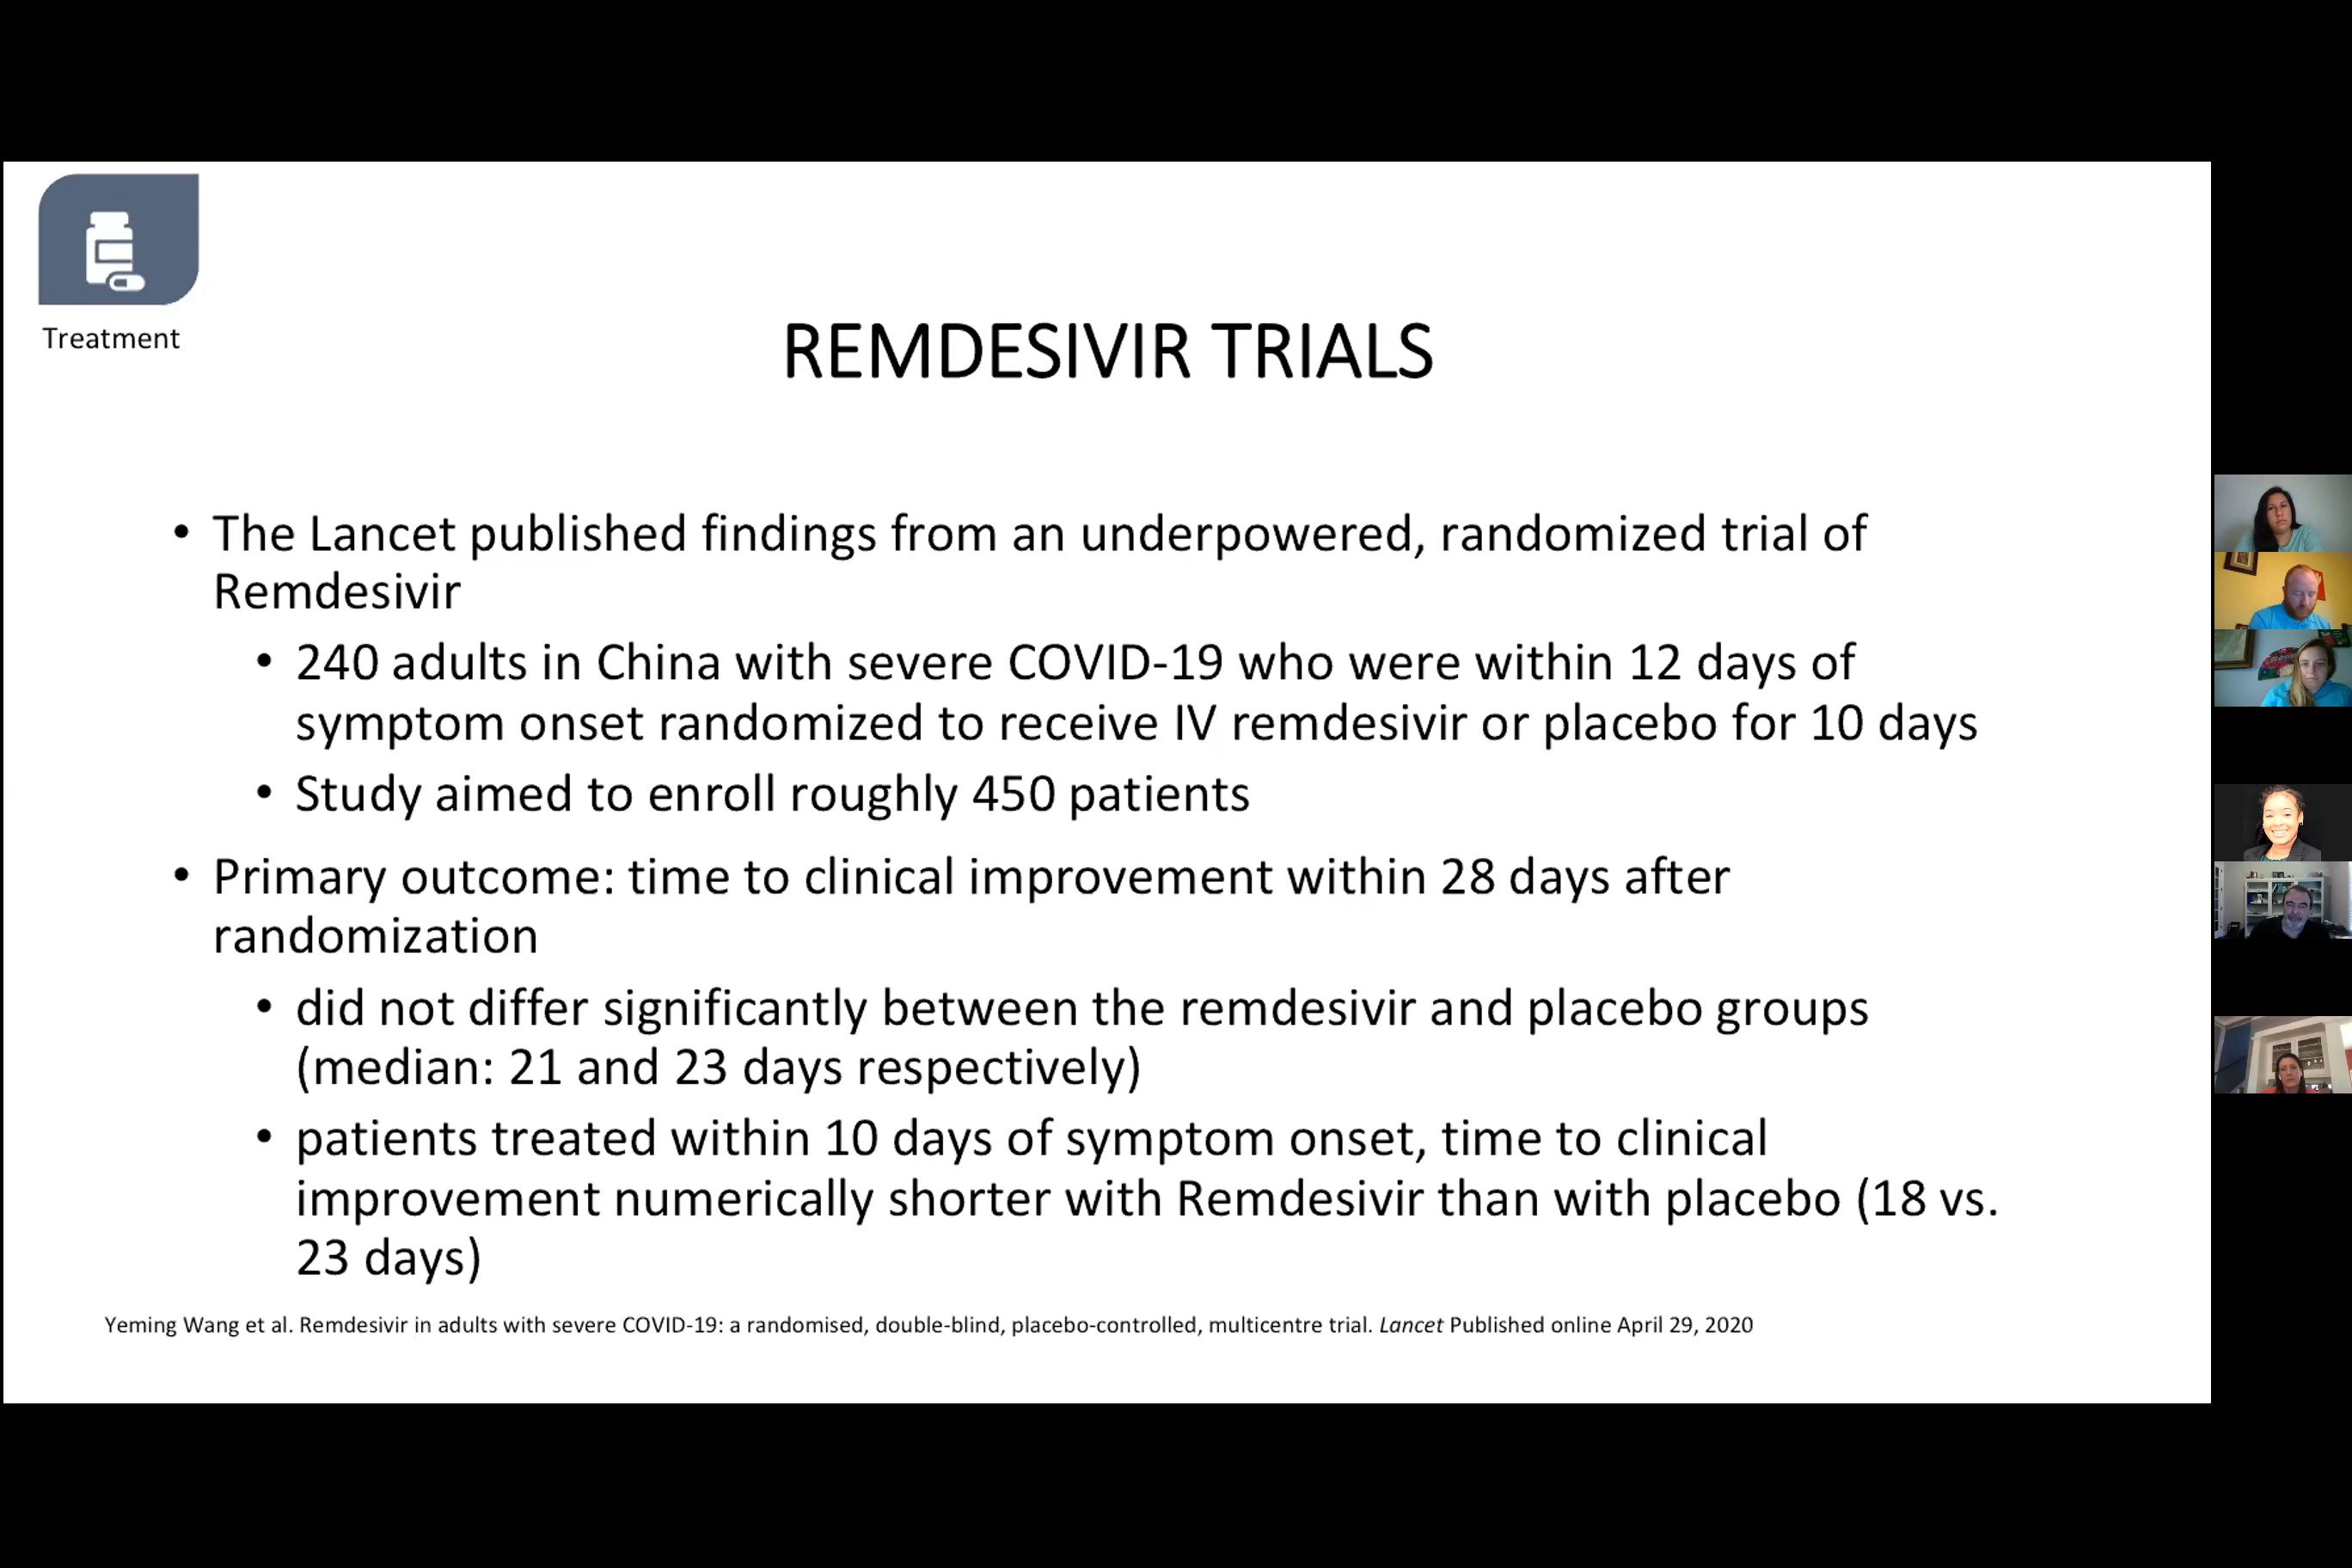 Treatment
REMDESIVIR TRIALS
• The Lancet published findings from an underpowered, randomized trial of
Remdesivir
• 240 adults in China with severe COVID-19 who were within 12 days of
symptom onset randomized to receive IV remdesivir or placebo for 10 days
• Study aimed to enroll roughly 450 patients
• Primary outcome: time to clinical improvement within 28 days after
randomization
• did not differ significantly between the remdesivir and placebo groups
(median: 21 and 23 days respectively)
• patients treated within 10 days of symptom onset, time to clinical
improvement numerically shorter with Remdesivir than with placebo (18 vs.
23 days)
Yeming Wang et al. Remdesivir in adults with severe COVID-19: a randomised, double-blind, placebo-controlled, multicentre trial. Lancet Published online April 29, 2020